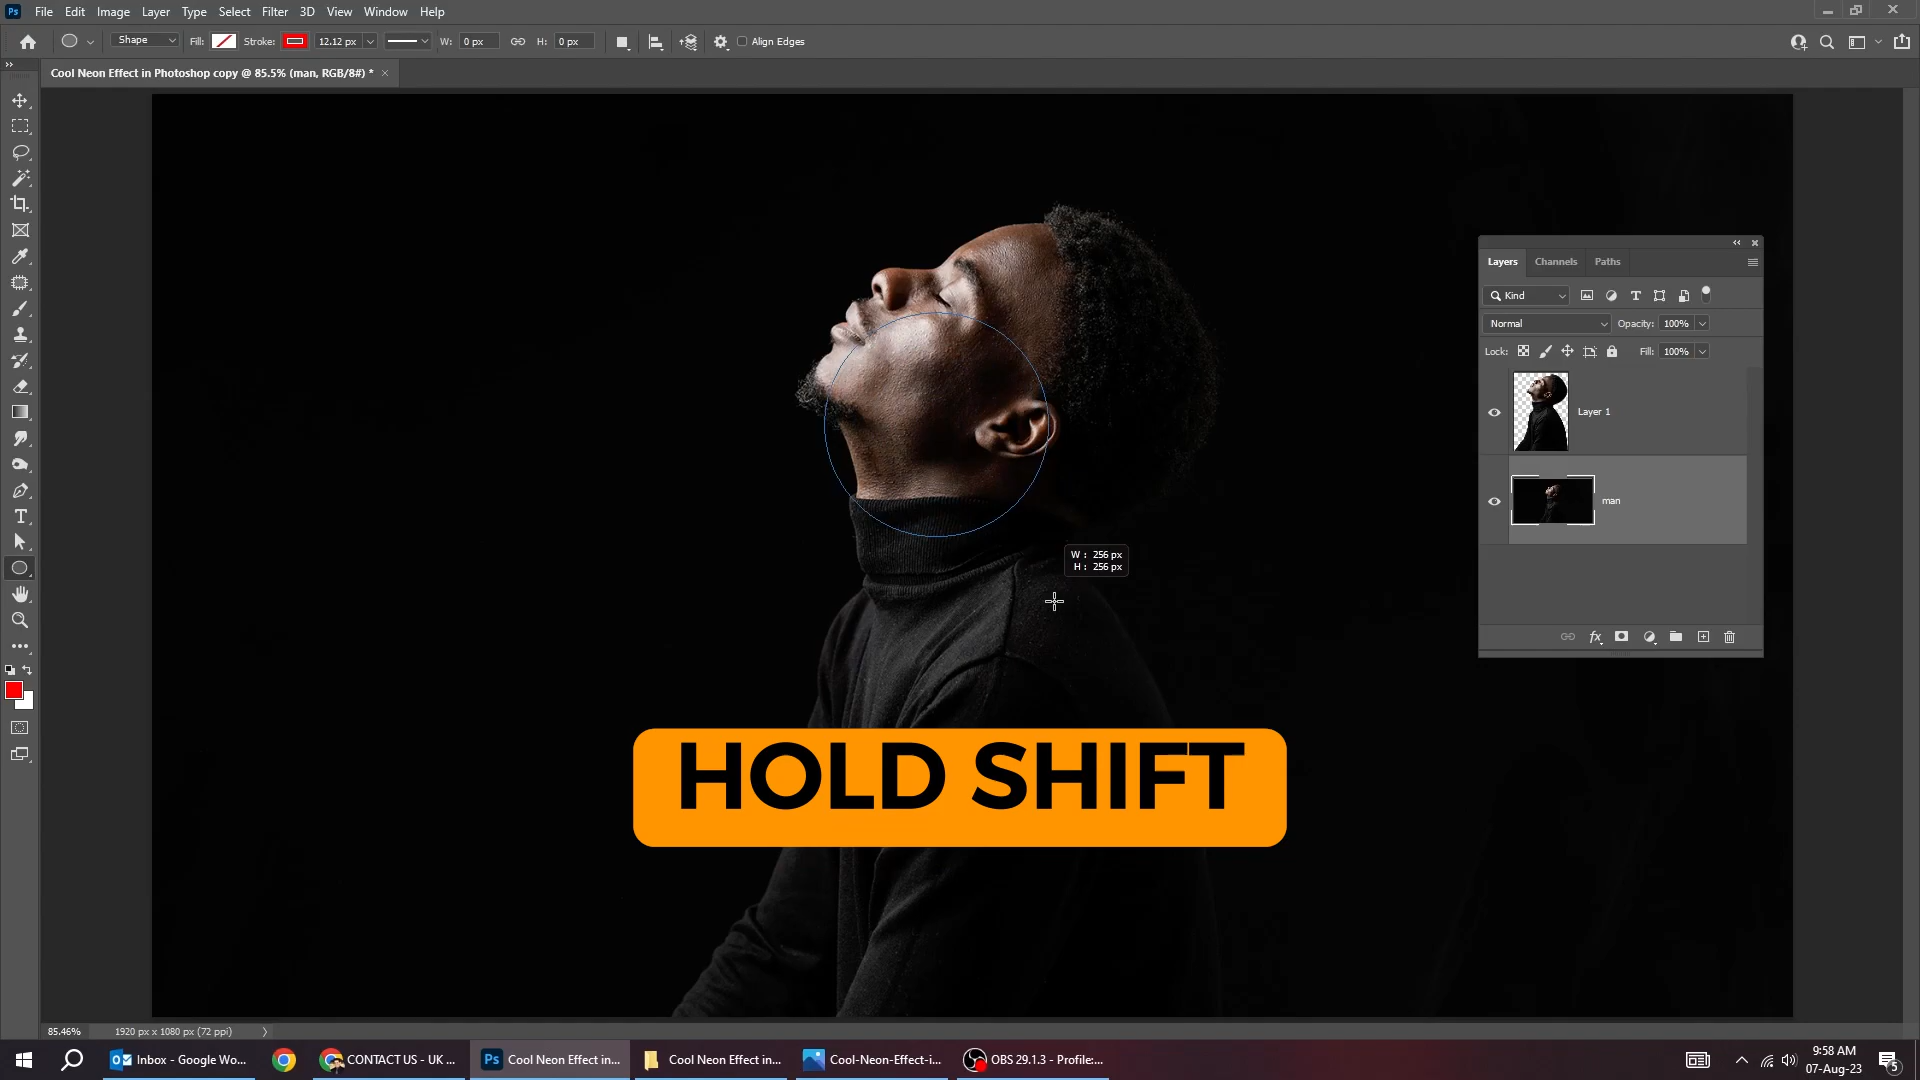 Ps File Edit Image Layer Type Select Filter 3D View Window Help
Shape Fill: Stroke: 12.12 px W: 0 px H: 0 px Align Edges
Cool Neon Effect in Photoshop copy @ 85.5% (man, RGB/8#) *
Layers Channels Paths
Kind
Normal Opacity: 100%
Lock: Fill: 100%
Layer 1
man
fx
W : 256 px
H : 256 px
HOLD SHIFT
85.46% 1920 px x 1080 px (72 ppi)
Inbox - Google Wo...
CONTACT US - UK ...
Ps Cool Neon Effect in...
Cool Neon Effect in...
Cool-Neon-Effect-i...
OBS 29.1.3 - Profile:...
9:58 AM
07-Aug-23
5